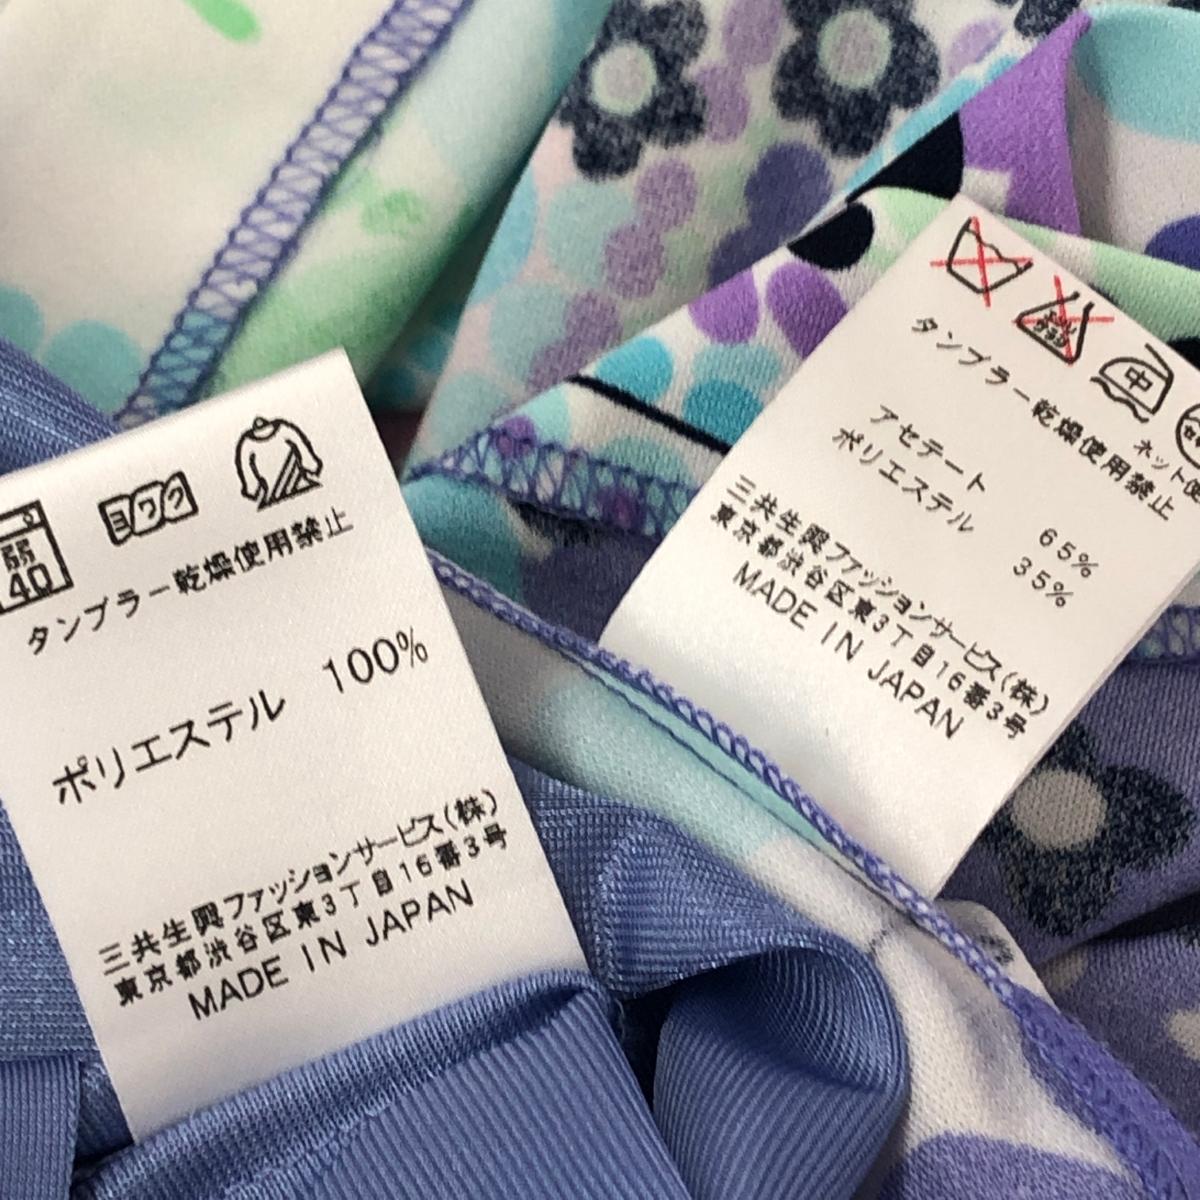 弱
40
ヨワク
タンブラー乾燥使用禁止
ポリエステル 100%
三共生興ファッションサービス(株)
東京都渋谷区東3丁目16番3号
MADE IN JAPAN
中
ネット使
タンブラー乾燥使用禁止
アセテート 65%
ポリエステル 35%
三共生興ファッションサービス(株)
東京都渋谷区東3丁目16番3号
MADE IN JAPAN